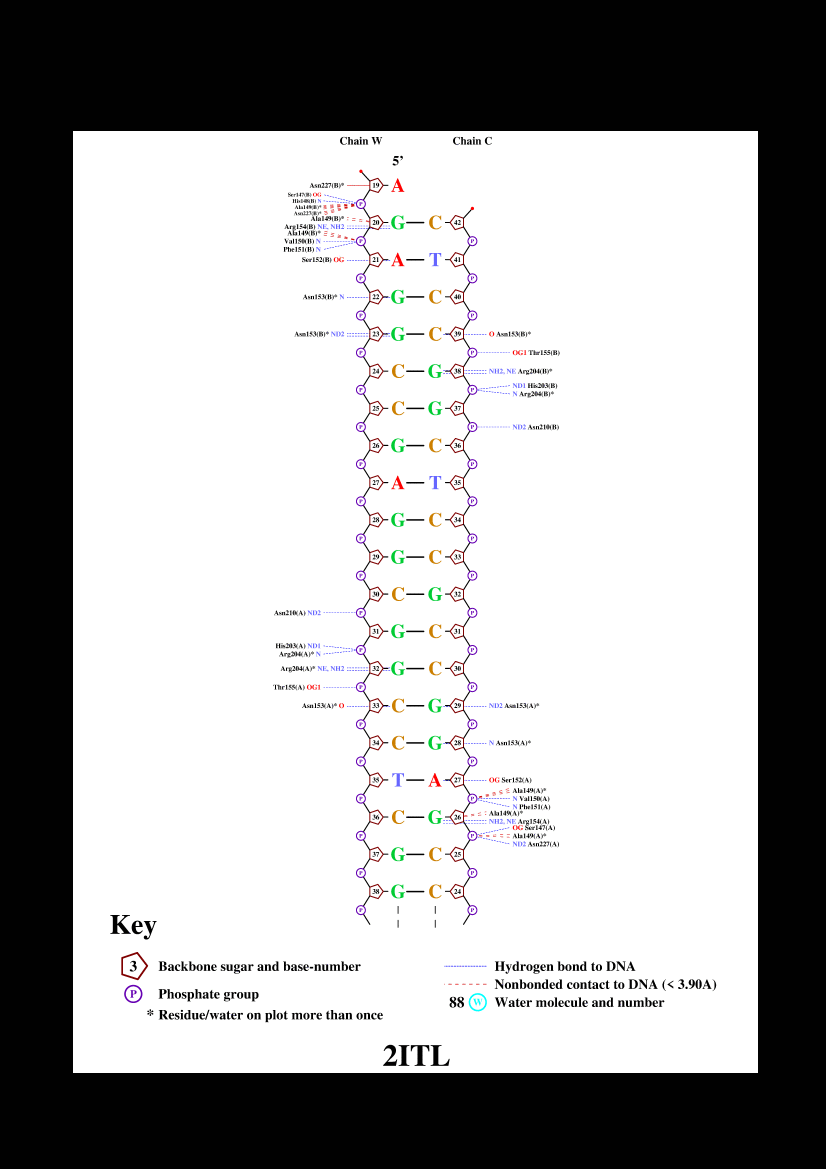 Chain W Chain C
5'
Asn227(B)* 19 A
Ser147(B) OG
His148(B) N
P
Ala149(B)*
Asn227(B)*
Ala149(B)*
20 G C 42
Arg154(B) NE, NH2
Ala149(B)*
Val150(B) N P P
Phe151(B) N
Ser152(B) OG 21 A T 41
P P
Asn153(B)* N 22 G C 40
P P
Asn153(B)* ND2 23 G C 39 O Asn153(B)*
P P OG1 Thr155(B)
24 C G 38 NH2, NE Arg204(B)*
ND1 His203(B)
P P
N Arg204(B)*
25 C G 37
P P ND2 Asn210(B)
26 G C 36
P P
27 A T 35
P P
28 G C 34
P P
29 G C 33
P P
30 C G 32
Asn210(A) ND2 P P
31 G C 31
His203(A) ND1
P P
Arg204(A)* N
Arg204(A)* NE, NH2 32 G C 30
Thr155(A) OG1 P P
Asn153(A)* O 33 C G 29 ND2 Asn153(A)*
P P
34 C G 28 N Asn153(A)*
P P
35 T A 27 OG Ser152(A)
Ala149(A)*
P P N Val150(A)
N Phe151(A)
Ala149(A)*
36 C G 26
NH2, NE Arg154(A)
OG Ser147(A)
P P Ala149(A)*
ND2 Asn227(A)
37 G C 25
P P
38 G C 24
P P
Key
3 Backbone sugar and base-number
P Phosphate group
* Residue/water on plot more than once
Hydrogen bond to DNA
Nonbonded contact to DNA (< 3.90A)
88 W Water molecule and number
2ITL